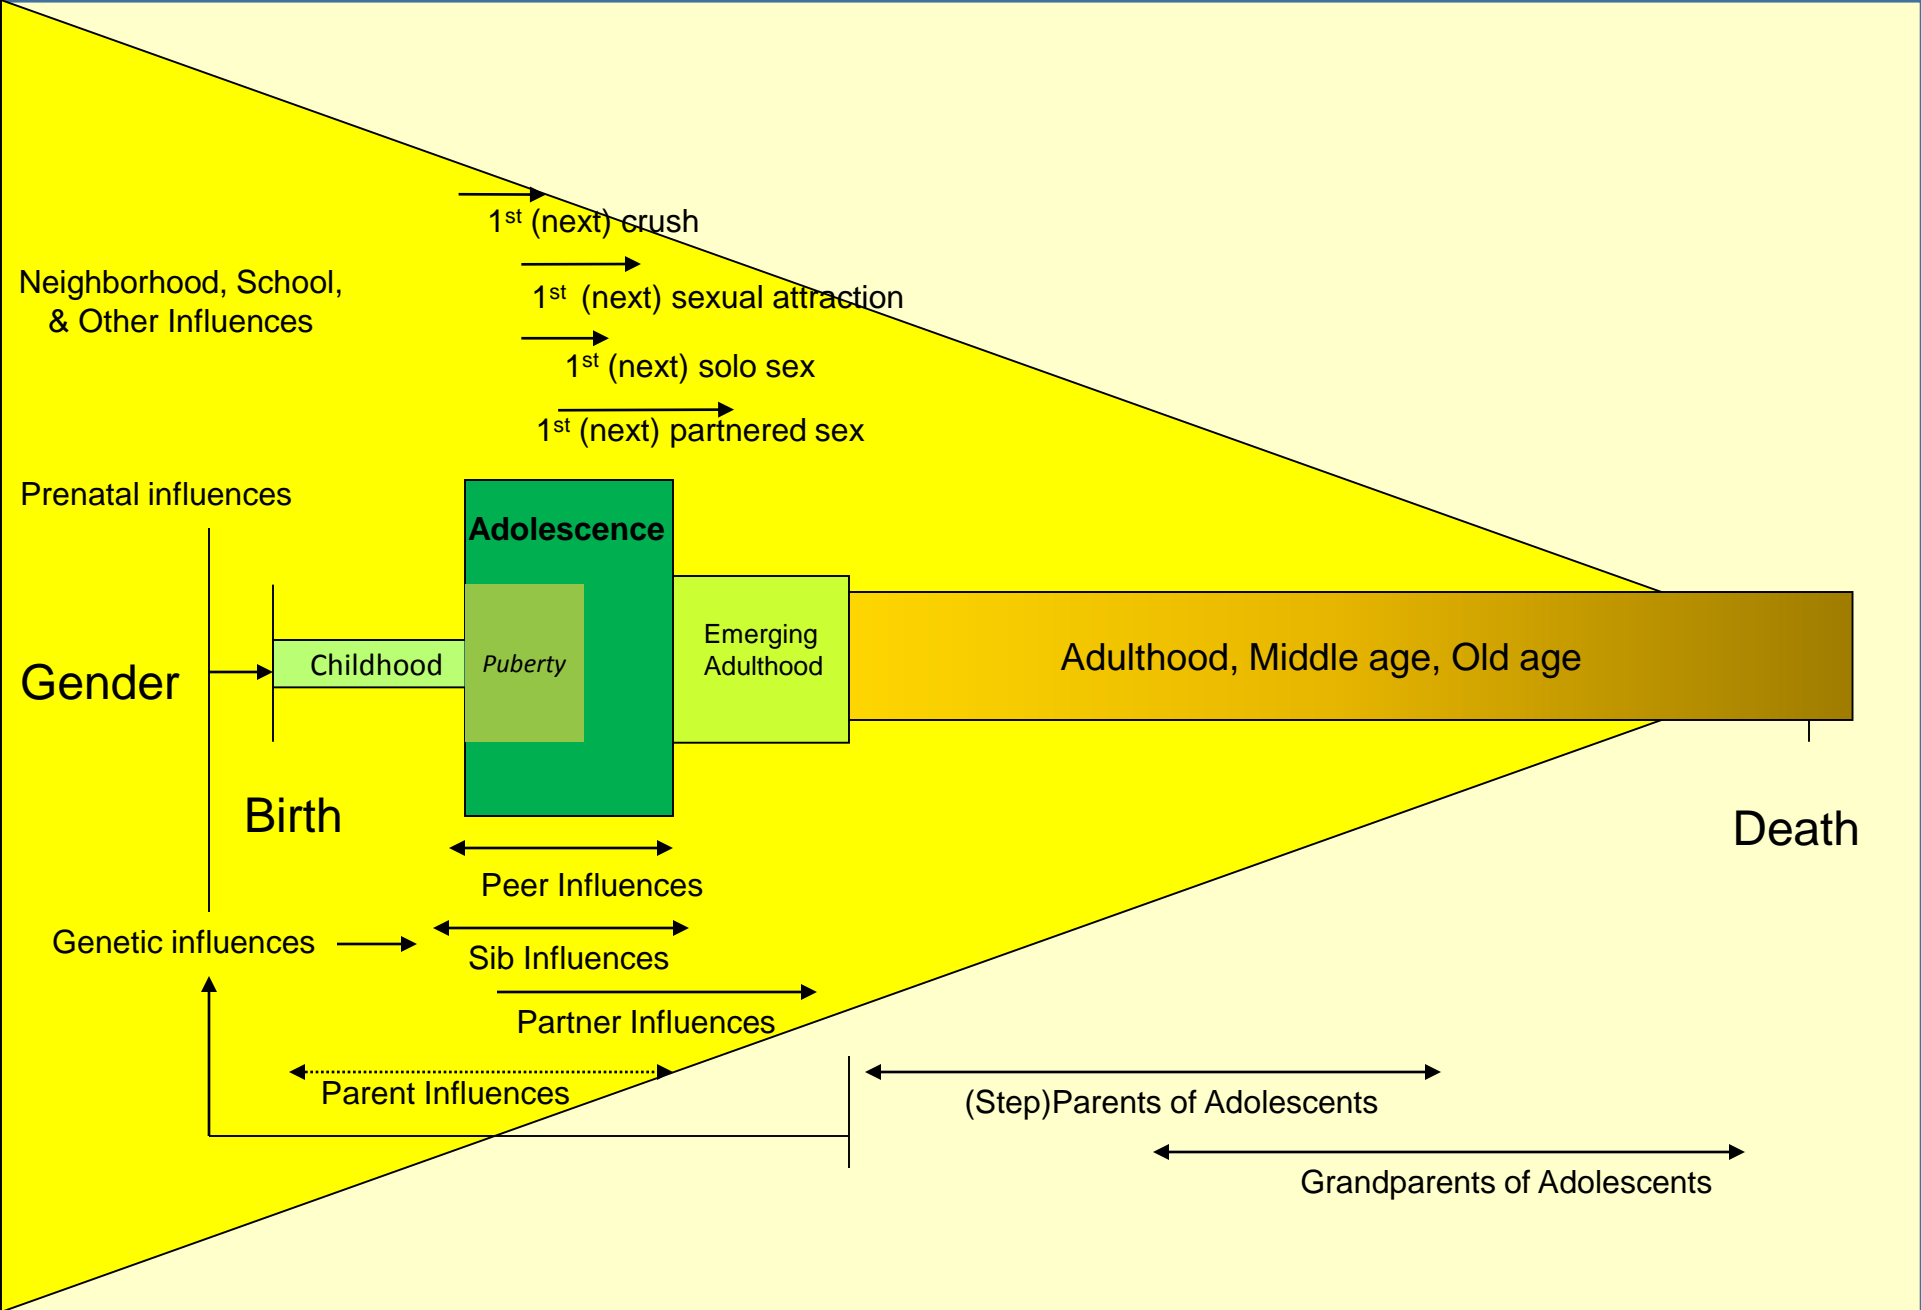 1st (next) crush
Neighborhood, School,
& Other Influences
1st (next) sexual attraction
1st (next) solo sex
1st (next) partnered sex
Prenatal influences
Adolescence
Gender
Childhood
Puberty
Emerging
Adulthood
Adulthood, Middle age, Old age
Birth
Death
Peer Influences
Genetic influences
Sib Influences
Partner Influences
Parent Influences
(Step)Parents of Adolescents
Grandparents of Adolescents